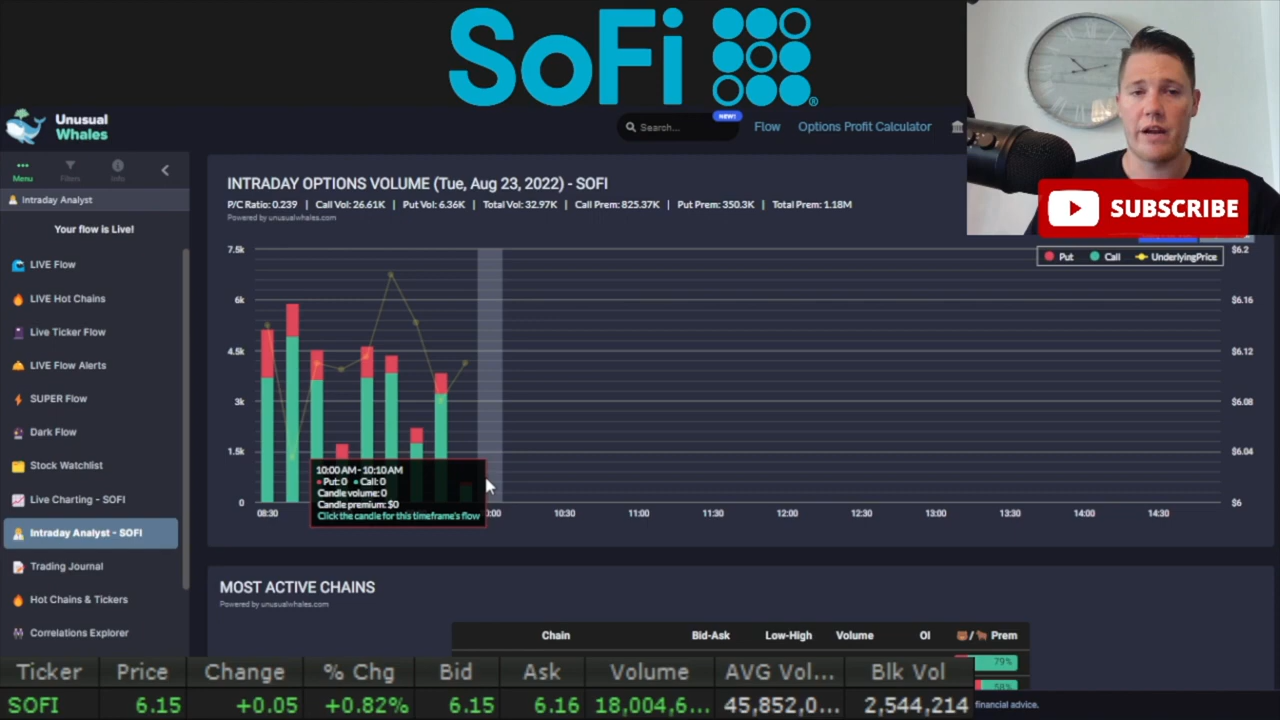 SoFi
®
Unusual
Whales
NEW!
Search...
Flow
Options Profit Calculator
Menu
Filters
Info
Intraday Analyst
Your flow is Live!
LIVE Flow
LIVE Hot Chains
Live Ticker Flow
LIVE Flow Alerts
SUPER Flow
Dark Flow
Stock Watchlist
Live Charting - SOFI
Intraday Analyst - SOFI
Trading Journal
Hot Chains & Tickers
Correlations Explorer
SUBSCRIBE
INTRADAY OPTIONS VOLUME (Tue, Aug 23, 2022) - SOFI
P/C Ratio: 0.239 | Call Vol: 26.61K | Put Vol: 6.36K | Total Vol: 32.97K | Call Prem: 825.37K | Put Prem: 350.3K | Total Prem: 1.18M
Powered by unusualwhales.com
Put Call UnderlyingPrice
7.5k
6k
4.5k
3k
1.5k
0
$6.2
$6.16
$6.12
$6.08
$6.04
$6
10:00 AM - 10:10 AM
Put: 0 Call: 0
Candle volume: 0
Candle premium: $0
Click the candle for this timeframe's flow
08:30 :00 10:30 11:00 11:30 12:00 12:30 13:00 13:30 14:00 14:30
MOST ACTIVE CHAINS
Powered by unusualwhales.com
Chain Bid-Ask Low-High Volume OI / Prem
79%
58%
Ticker Price Change % Chg Bid Ask Volume AVG Vol... Blk Vol
SOFI 6.15 +0.05 +0.82% 6.15 6.16 18,004,6... 45,852,0... 2,544,214
financial advice.